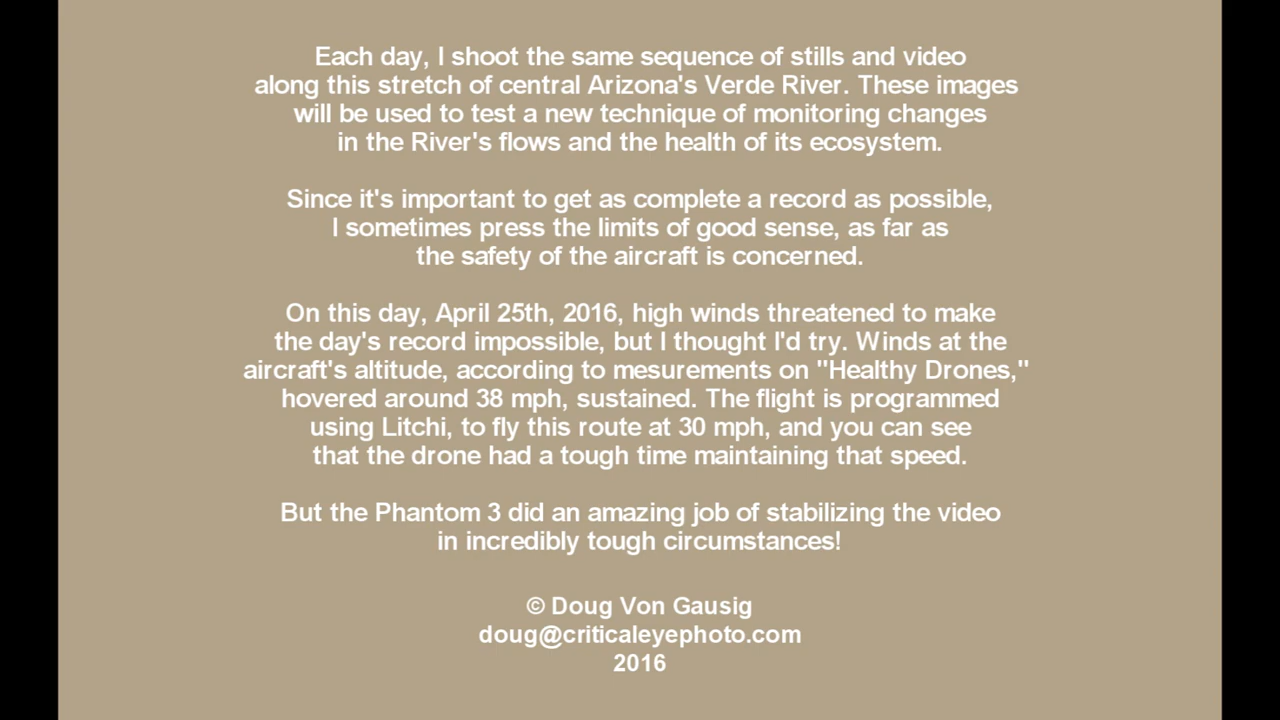 Each day, I shoot the same sequence of stills and video
along this stretch of central Arizona's Verde River. These images
will be used to test a new technique of monitoring changes
in the River's flows and the health of its ecosystem.
Since it's important to get as complete a record as possible,
I sometimes press the limits of good sense, as far as
the safety of the aircraft is concerned.
On this day, April 25th, 2016, high winds threatened to make
the day's record impossible, but I thought I'd try. Winds at the
aircraft's altitude, according to mesurements on "Healthy Drones,"
hovered around 38 mph, sustained. The flight is programmed
using Litchi, to fly this route at 30 mph, and you can see
that the drone had a tough time maintaining that speed.
But the Phantom 3 did an amazing job of stabilizing the video
in incredibly tough circumstances!
© Doug Von Gausig
doug@criticaleyephoto.com
2016